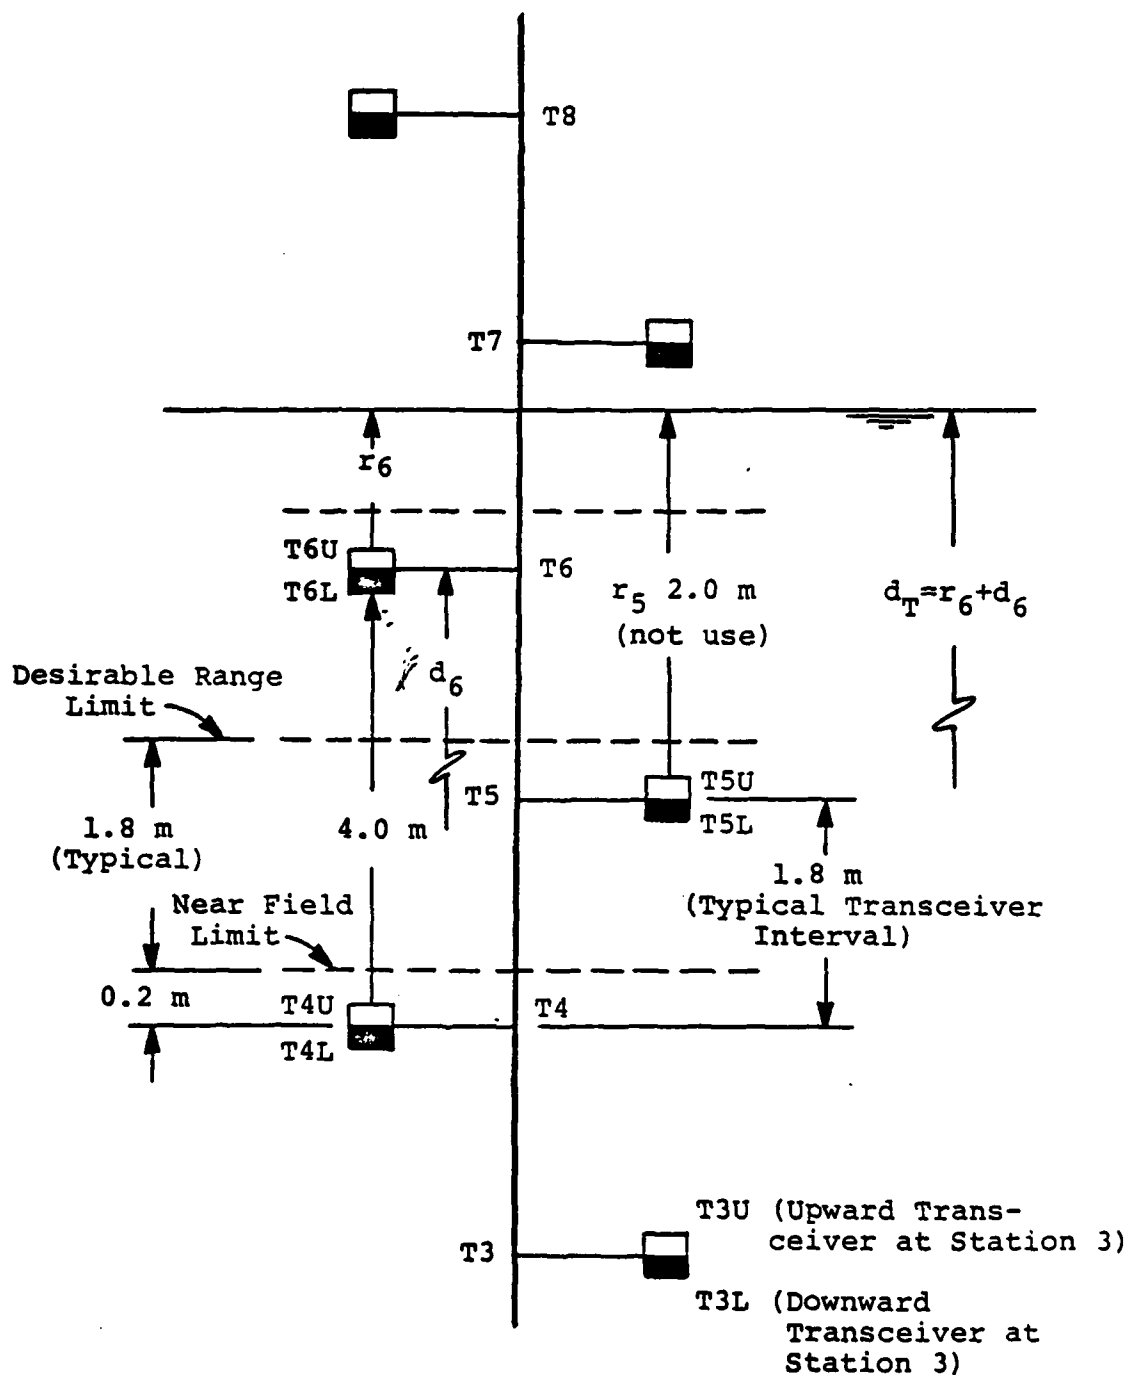 T8
T7
r6
T6U
T6L
T6
r5 2.0 m
(not use)
dT=r6+d6
d6
Desirable Range
Limit
T5
T5U
T5L
1.8 m
(Typical)
4.0 m
1.8 m
(Typical Transceiver
Interval)
Near Field
Limit
0.2 m
T4U
T4L
T4
T3U (Upward Trans-
ceiver at Station 3)
T3
T3L (Downward
Transceiver at
Station 3)